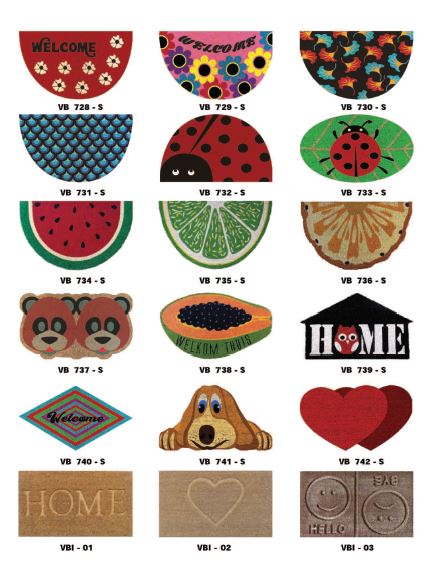 WELCOME
WELCOME
VB 728 - S
VB 729 - S
VB 730 - S
VB 731 - S
VB 732 - S
VB 733 - S
VB 734 - S
VB 735 - S
VB 736 - S
WELKOM THUIS
HOME
VB 737 - S
VB 738 - S
VB 739 - S
Welcome
VB 740 - S
VB 741 - S
VB 742 - S
HOME
HELLO
BYE
VBI - 01
VBI - 02
VBI - 03